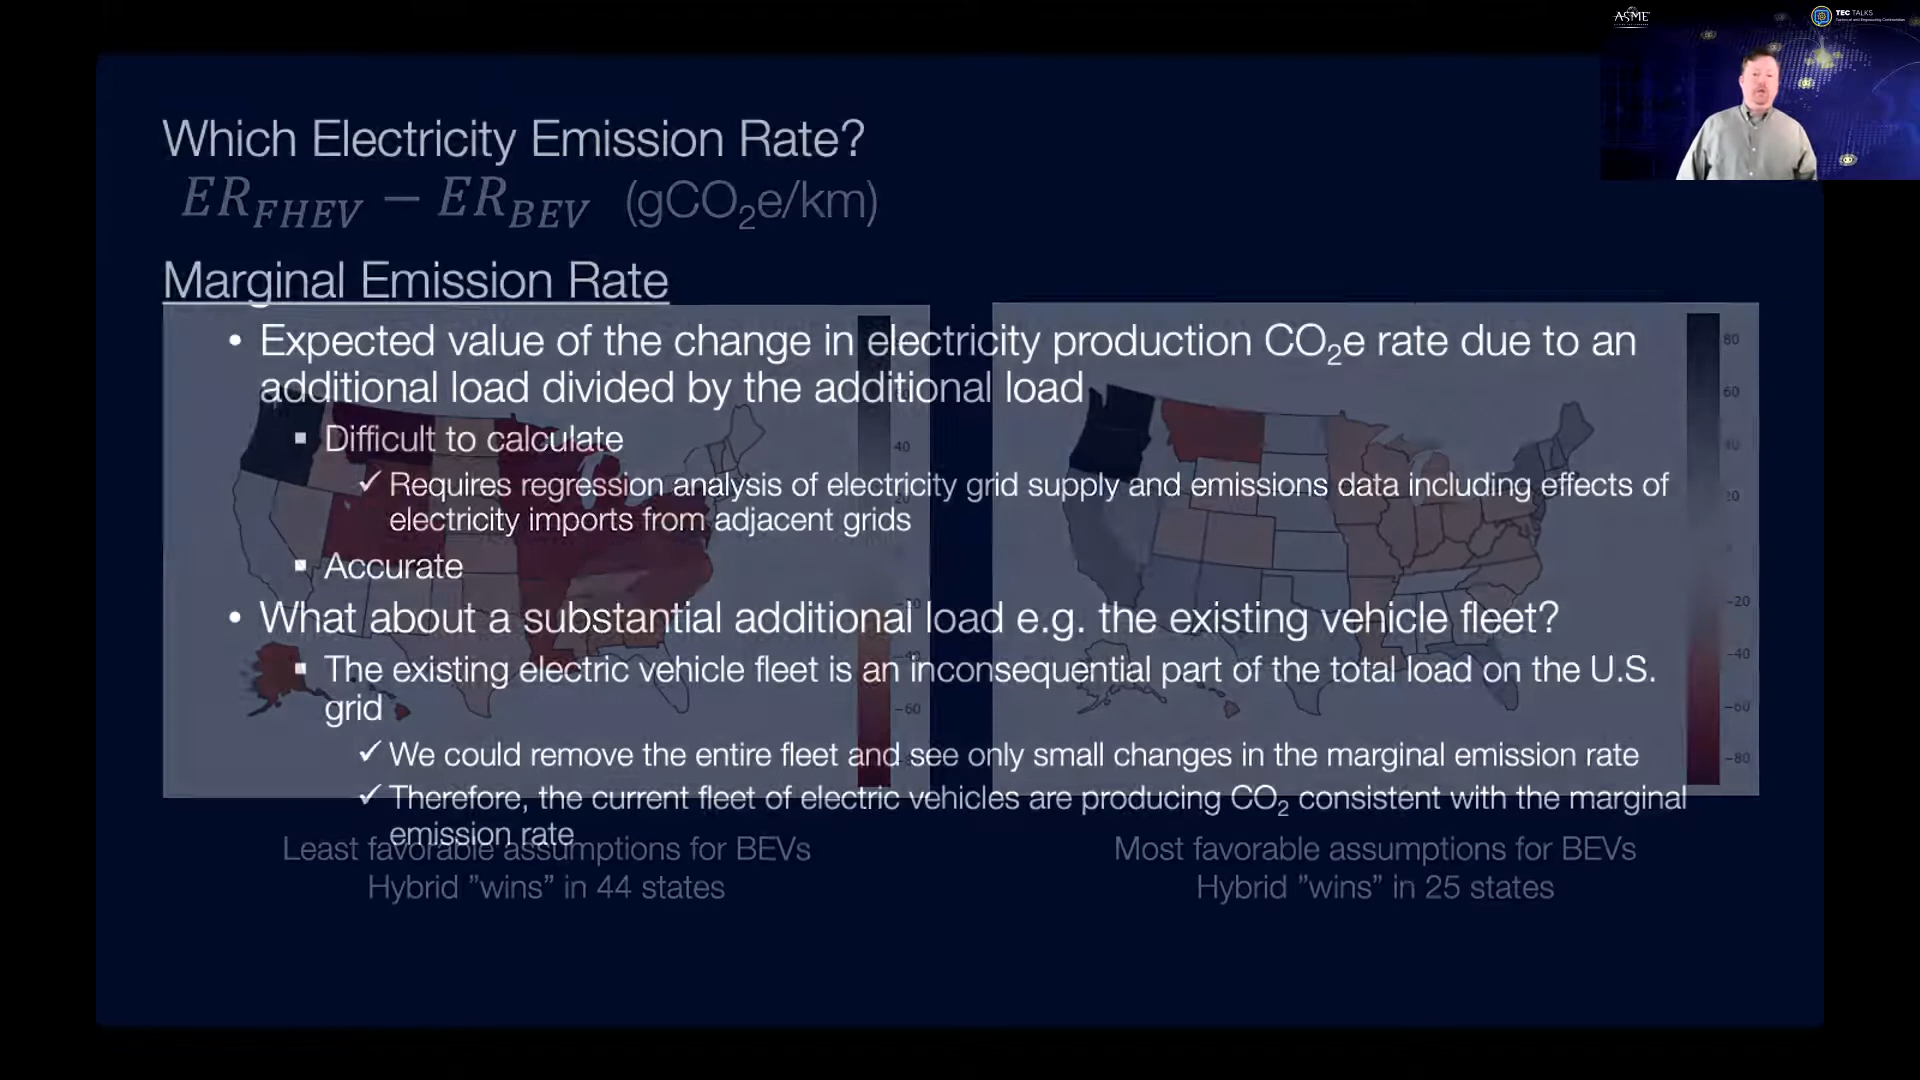 ASME
TEC TALKS
Which Electricity Emission Rate?
ER_FHEV − ER_BEV (gCO₂e/km)
Marginal Emission Rate
• Expected value of the change in electricity production CO₂e rate due to an
additional load divided by the additional load
▪ Difficult to calculate
✓ Requires regression analysis of electricity grid supply and emissions data including effects of
electricity imports from adjacent grids
▪ Accurate
• What about a substantial additional load e.g. the existing vehicle fleet?
▪ The existing electric vehicle fleet is an inconsequential part of the total load on the U.S.
grid
✓ We could remove the entire fleet and see only small changes in the marginal emission rate
✓ Therefore, the current fleet of electric vehicles are producing CO₂ consistent with the marginal
emission rate
40
−60
80
60
40
20
−20
−40
−60
−80
Least favorable assumptions for BEVs
Hybrid ”wins” in 44 states
Most favorable assumptions for BEVs
Hybrid ”wins” in 25 states